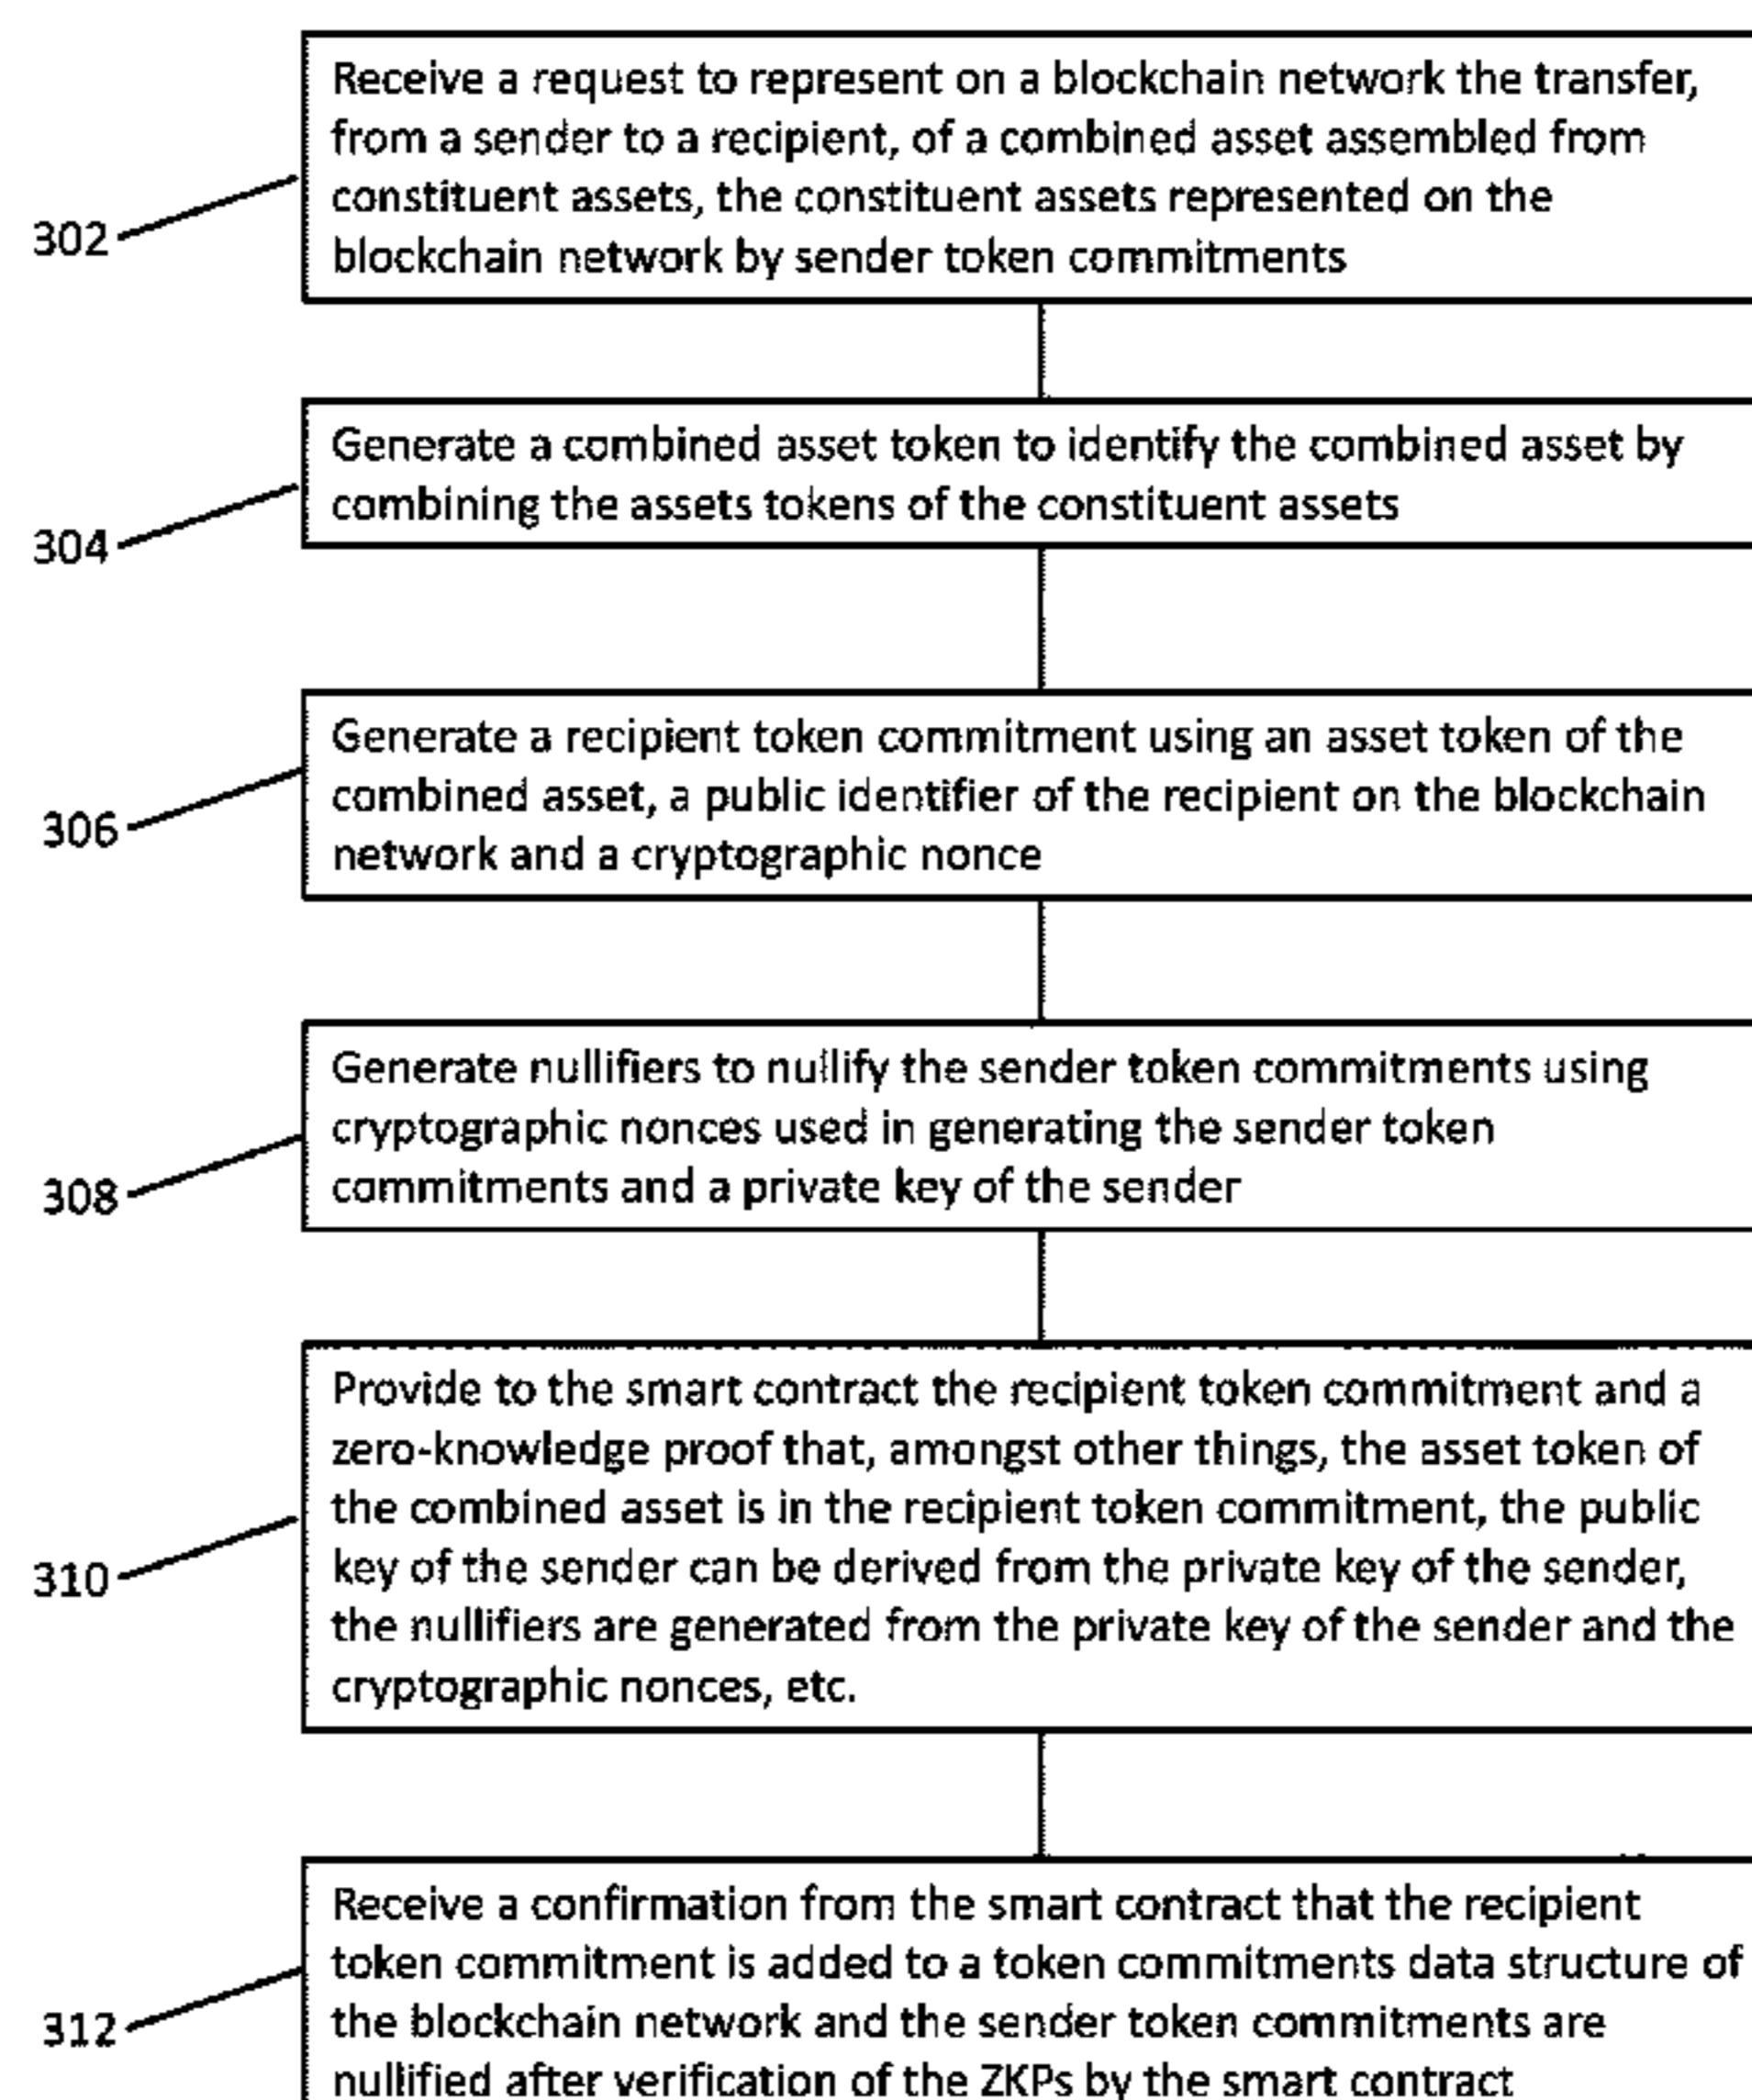 Receive a request to represent on a blockchain network the transfer,
from a sender to a recipient, of a combined asset assembled from
constituent assets, the constituent assets represented on the
blockchain network by sender token commitments
302
Generate a combined asset token to identify the combined asset by
combining the assets tokens of the constituent assets
304
Generate a recipient token commitment using an asset token of the
combined asset, a public identifier of the recipient on the blockchain
network and a cryptographic nonce
306
Generate nullifiers to nullify the sender token commitments using
cryptographic nonces used in generating the sender token
commitments and a private key of the sender
308
Provide to the smart contract the recipient token commitment and a
zero-knowledge proof that, amongst other things, the asset token of
the combined asset is in the recipient token commitment, the public
key of the sender can be derived from the private key of the sender,
the nullifiers are generated from the private key of the sender and the
cryptographic nonces, etc.
310
Receive a confirmation from the smart contract that the recipient
token commitment is added to a token commitments data structure of
the blockchain network and the sender token commitments are
nullified after verification of the ZKPs by the smart contract
312